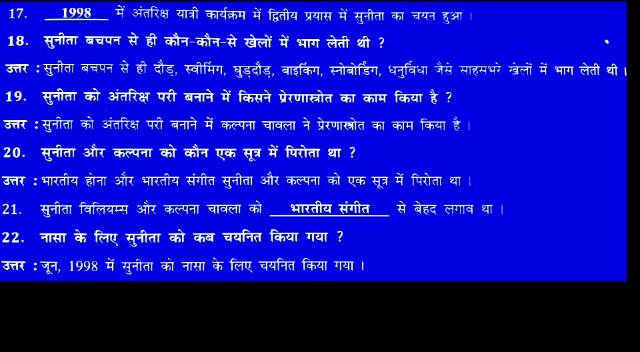 17. 1998 में अंतरिक्ष यात्री कार्यक्रम में द्वितीय प्रयास में सुनीता का चयन हुआ ।
18. सुनीता बचपन से ही कौन-कौन-से खेलों में भाग लेती थी ?
उत्तर : सुनीता बचपन से ही दौड़, स्वीमिंग, घुड़दौड़, बाइकिंग, स्नोबोर्डिंग, धनुर्विधा जैसे साहसभरे खेलों में भाग लेती थी ।
19. सुनीता को अंतरिक्ष परी बनाने में किसने प्रेरणास्त्रोत का काम किया है ?
उत्तर : सुनीता को अंतरिक्ष परी बनाने में कल्पना चावला ने प्रेरणास्त्रोत का काम किया है ।
20. सुनीता और कल्पना को कौन एक सूत्र में पिरोता था ?
उत्तर : भारतीय होना और भारतीय संगीत सुनीता और कल्पना को एक सूत्र में पिरोता था ।
21. सुनीता विलियम्स और कल्पना चावला को भारतीय संगीत से बेहद लगाव था ।
22. नासा के लिए सुनीता को कब चयनित किया गया ?
उत्तर : जून, 1998 में सुनीता को नासा के लिए चयनित किया गया ।